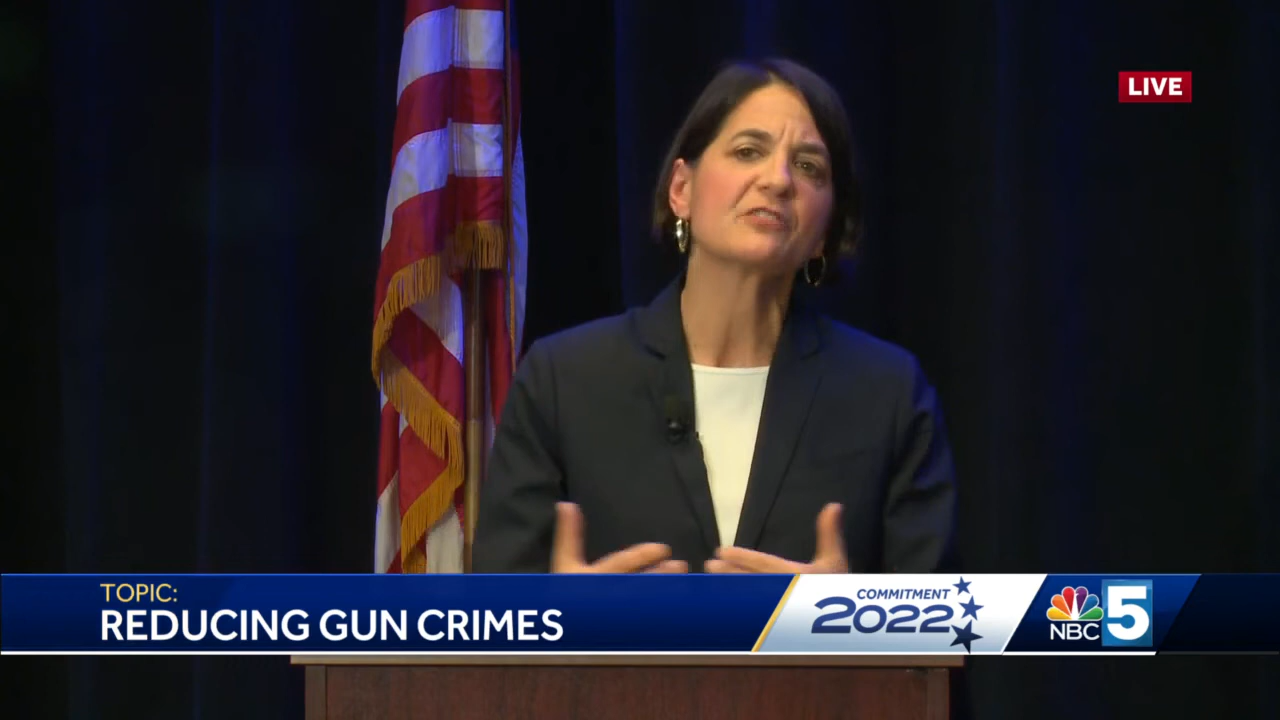 LIVE
TOPIC:
REDUCING GUN CRIMES
COMMITMENT
2022
NBC 5